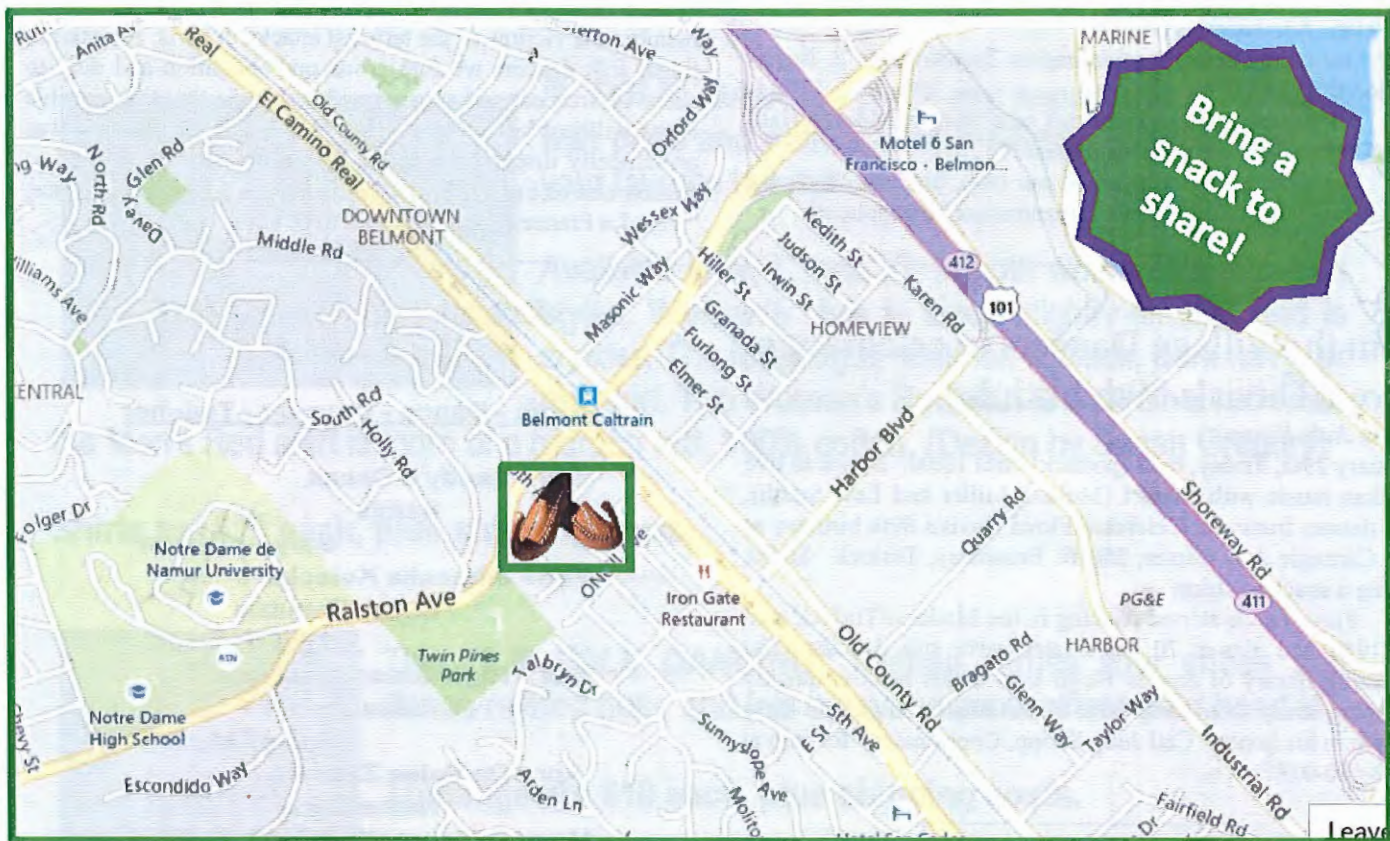 Anita
Real
El Camino Real
Old County Rd
Way
Oxford Way
MARINE
Bring a
snack to
share!
Motel 6 San
Francisco - Belmon...
North Rd
Davey Glen Rd
DOWNTOWN
BELMONT
Middle Rd
Wessex Way
Masonic Way
Hiller St
Kedith St
Judson St
Irwin St
Karen Rd
412
101
HOMEVIEW
Granada St
Furlong St
Elmer St
South Rd
Holly Rd
Belmont Caltrain
Harbor Blvd
Quarry Rd
Shoreway Rd
411
Folger Dr
Notre Dame de
Namur University
Ralston Ave
Iron Gate
Restaurant
PG&E
HARBOR
Twin Pines
Park
Old County Rd
Bragato Rd
Glenn Way
Taylor Way
Industrial Rd
Notre Dame
High School
Chevy St
Escondido Way
Arden Ln
Sunnyslope Ave
E St
5th Ave
Molito
Fairfield Rd
Dr
Leave